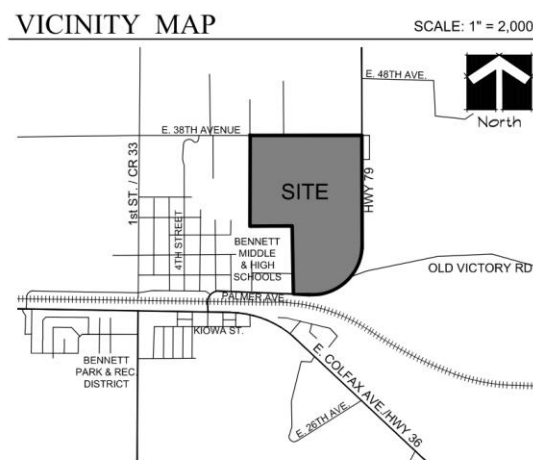 VICINITY MAP
SCALE: 1" = 2,000
E. 48TH AVE.
North
E. 38TH AVENUE
1st ST. / CR 33
SITE
HWY 79
4TH STREET
BENNETT
MIDDLE
& HIGH
SCHOOLS
OLD VICTORY RD
PALMER AVE.
KIOWA ST.
BENNETT
PARK & REC.
DISTRICT
E. COLFAX AVE./HWY 36
E. 26TH AVE.